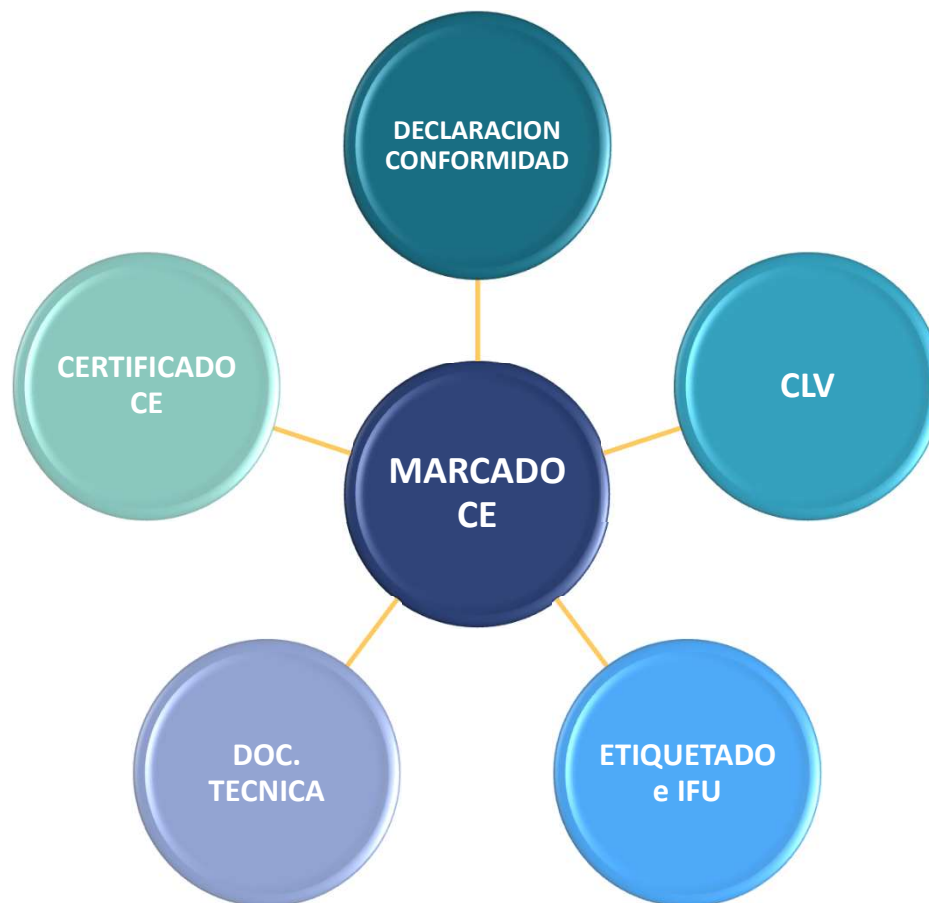 DECLARACION
CONFORMIDAD
CERTIFICADO
CE
CLV
MARCADO
CE
DOC.
TECNICA
ETIQUETADO
e IFU